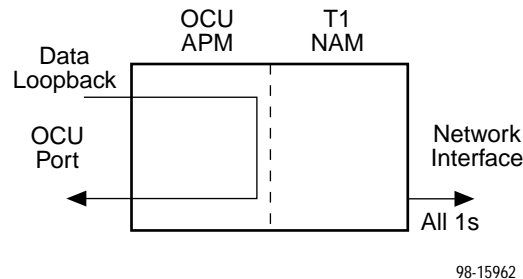 OCU
APM
T1
NAM
Data
Loopback
OCU
Port
Network
Interface
All 1s
98-15962